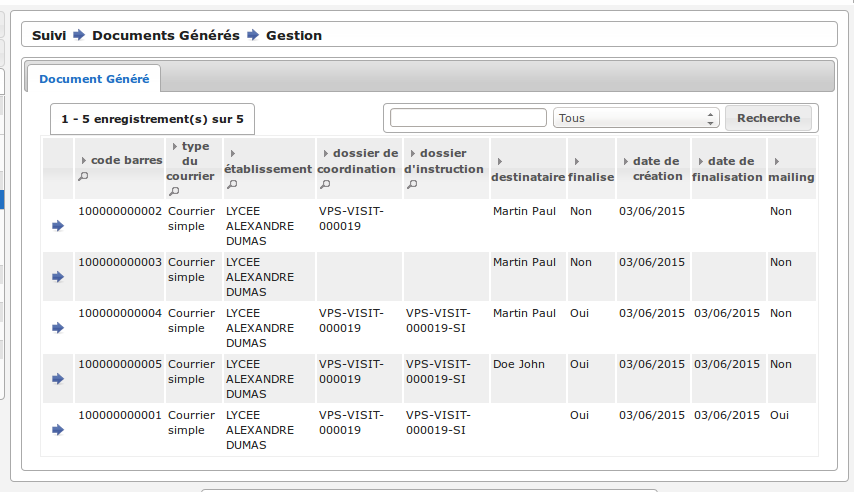 Suivi Documents Générés Gestion
Document Généré
1 - 5 enregistrement(s) sur 5
Tous
Recherche
code barres
type du courrier
établissement
dossier de coordination
dossier d'instruction
destinataire
finalise
date de création
date de finalisation
mailing
100000000002 Courrier simple LYCEE ALEXANDRE DUMAS VPS-VISIT-000019 Martin Paul Non 03/06/2015 Non
100000000003 Courrier simple LYCEE ALEXANDRE DUMAS Martin Paul Non 03/06/2015 Non
100000000004 Courrier simple LYCEE ALEXANDRE DUMAS VPS-VISIT-000019 VPS-VISIT-000019-SI Martin Paul Oui 03/06/2015 03/06/2015 Non
100000000005 Courrier simple LYCEE ALEXANDRE DUMAS VPS-VISIT-000019 VPS-VISIT-000019-SI Doe John Oui 03/06/2015 03/06/2015 Non
100000000001 Courrier simple LYCEE ALEXANDRE DUMAS VPS-VISIT-000019 VPS-VISIT-000019-SI Oui 03/06/2015 03/06/2015 Oui